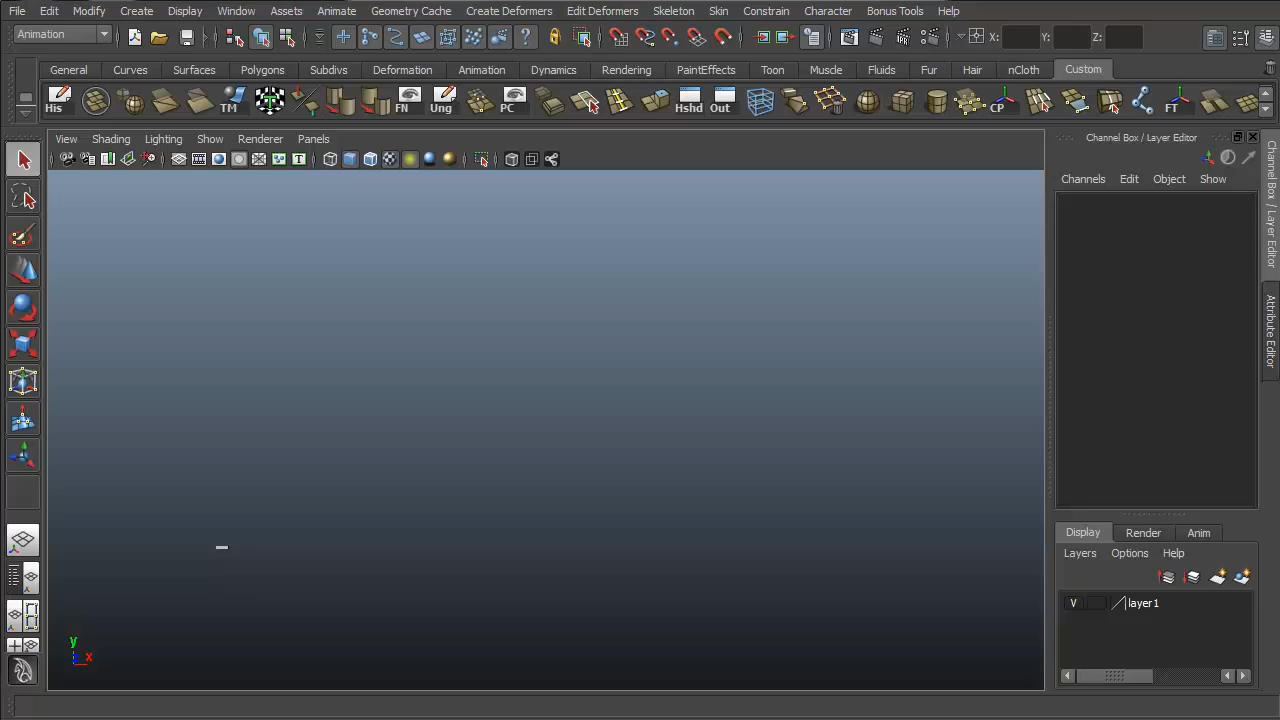 File Edit Modify Create Display Window Assets Animate Geometry Cache Create Deformers Edit Deformers Skeleton Skin Constrain Character Bonus Tools Help
Animation ? X: Y: Z:
General Curves Surfaces Polygons Subdivs Deformation Animation Dynamics Rendering PaintEffects Toon Muscle Fluids Fur Hair nCloth Custom
His TM FN Ung PC Hshd Out CP FT
View Shading Lighting Show Renderer Panels
T
Channel Box / Layer Editor
Channels Edit Object Show
Channel Box / Layer Editor
Attribute Editor
Display Render Anim
Layers Options Help
V layer1
y
x